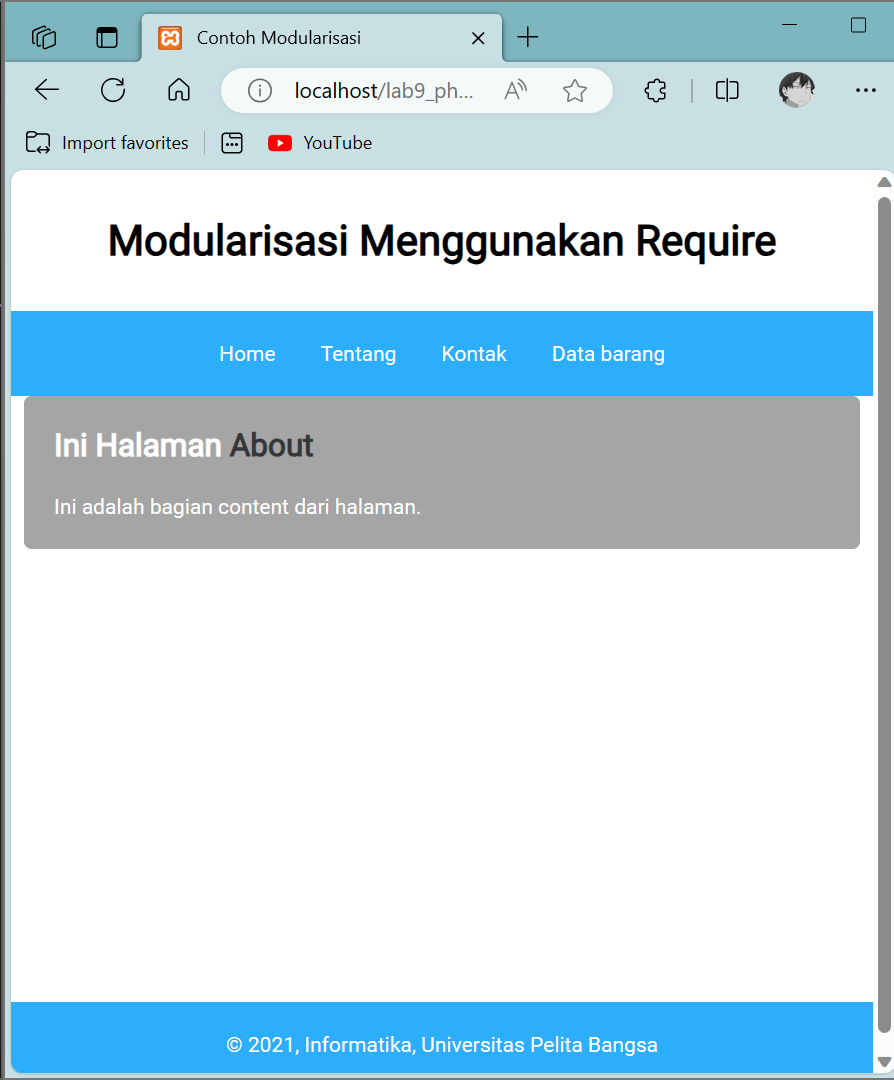 Contoh Modularisasi
localhost/lab9_ph...
Import favorites
YouTube
Modularisasi Menggunakan Require
Home Tentang Kontak Data barang
Ini Halaman About
Ini adalah bagian content dari halaman.
© 2021, Informatika, Universitas Pelita Bangsa